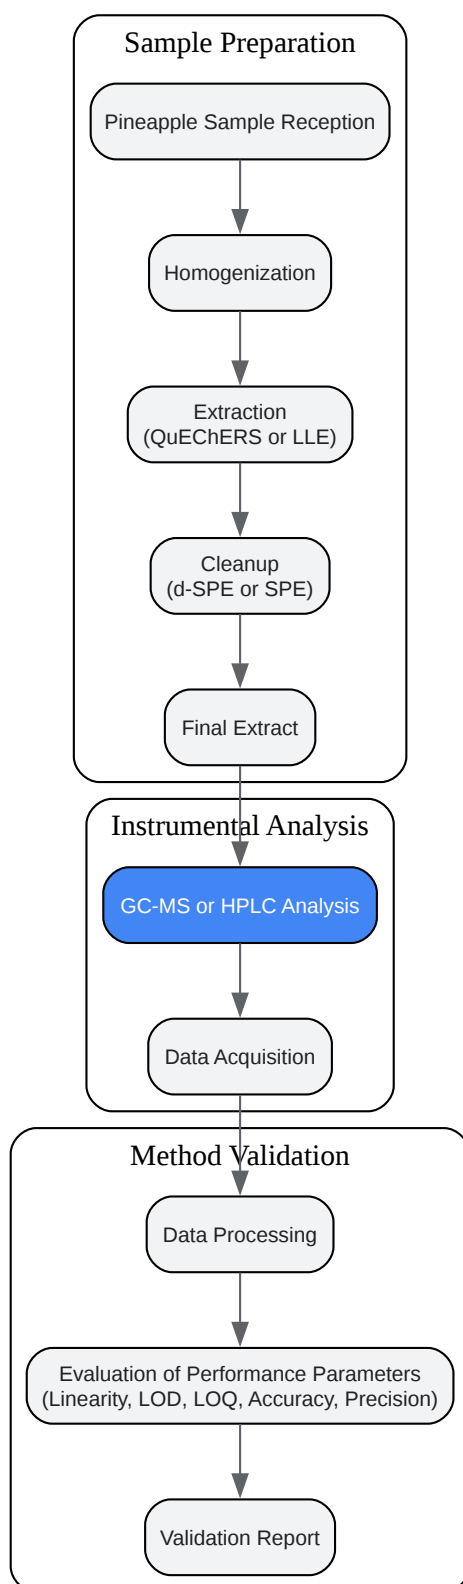 Sample Preparation
Pineapple Sample Reception
Homogenization
Extraction
(QuEChERS or LLE)
Cleanup
(d-SPE or SPE)
Final Extract
Instrumental Analysis
GC-MS or HPLC Analysis
Data Acquisition
Method Validation
Data Processing
Evaluation of Performance Parameters
(Linearity, LOD, LOQ, Accuracy, Precision)
Validation Report